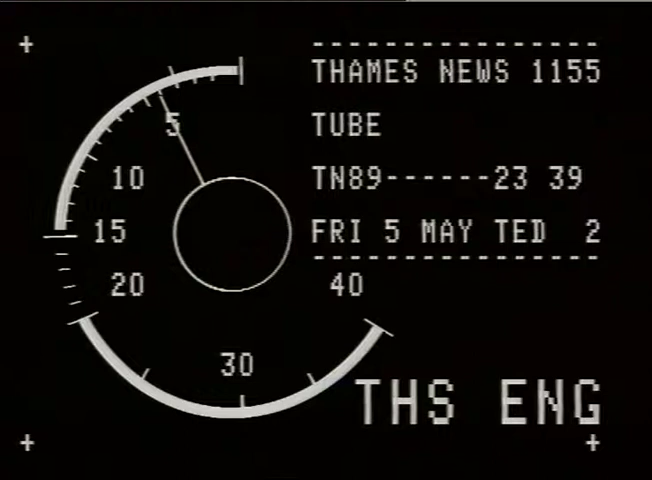 THAMES NEWS 1155
TUBE
TN89------23 39
FRI 5 MAY TED 2
5
10
15
20
30
40
THS ENG